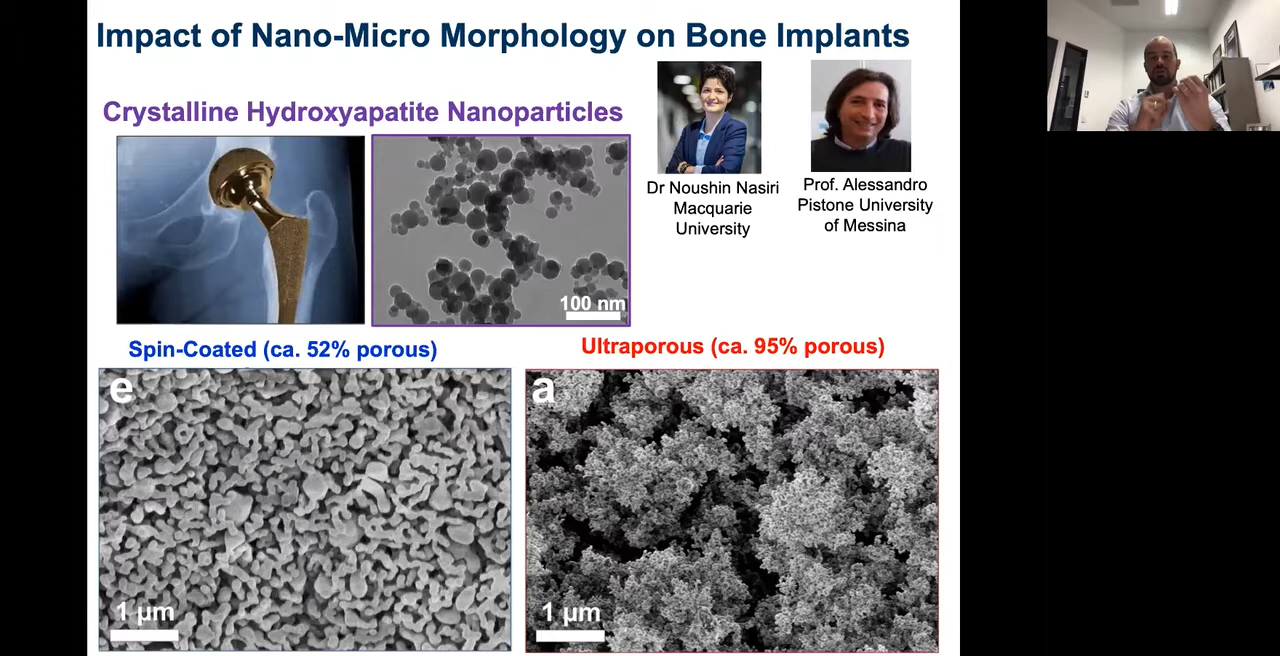 Impact of Nano-Micro Morphology on Bone Implants
Crystalline Hydroxyapatite Nanoparticles
Dr Noushin Nasiri
Macquarie
University
Prof. Alessandro
Pistone University
of Messina
100 nm
Spin-Coated (ca. 52% porous)
Ultraporous (ca. 95% porous)
e
a
1 µm
1 µm